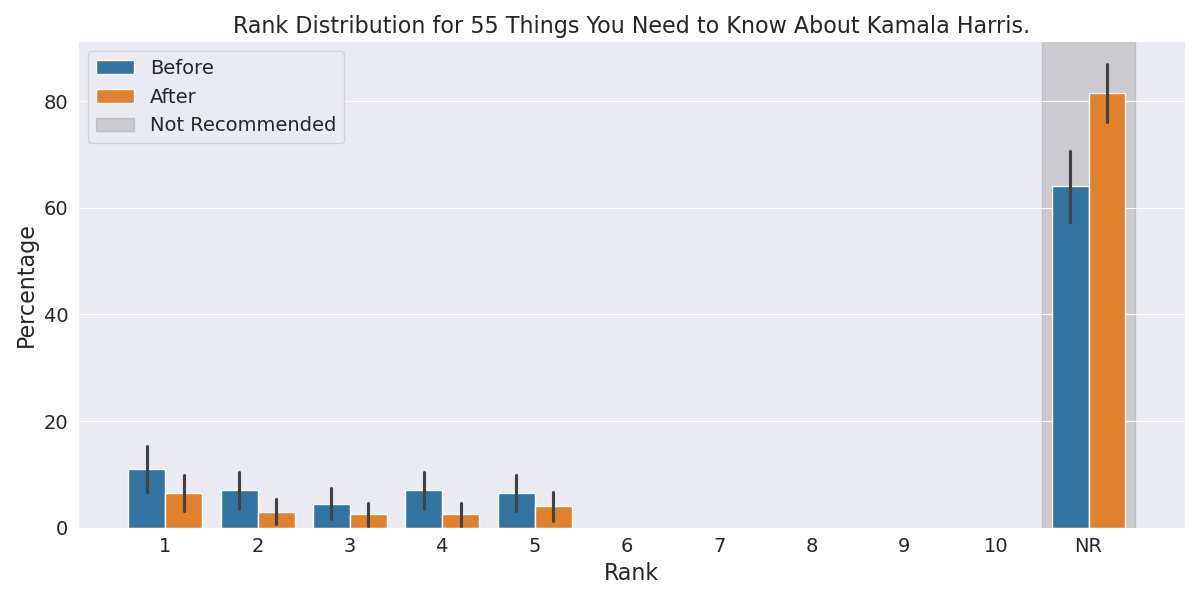 Rank Distribution for 55 Things You Need to Know About Kamala Harris.
Before
After
Not Recommended
Percentage
80
60
40
20
0
1 2 3 4 5 6 7 8 9 10 NR
Rank